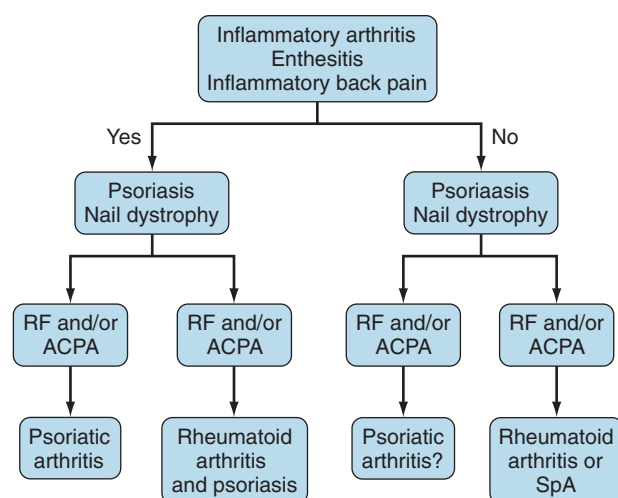 Inflammatory arthritis
Enthesitis
Inflammatory back pain
Yes
No
Psoriasis
Nail dystrophy
Psoriaasis
Nail dystrophy
RF and/or
ACPA
RF and/or
ACPA
RF and/or
ACPA
RF and/or
ACPA
Psoriatic
arthritis
Rheumatoid
arthritis
and psoriasis
Psoriatic
arthritis?
Rheumatoid
arthritis or
SpA